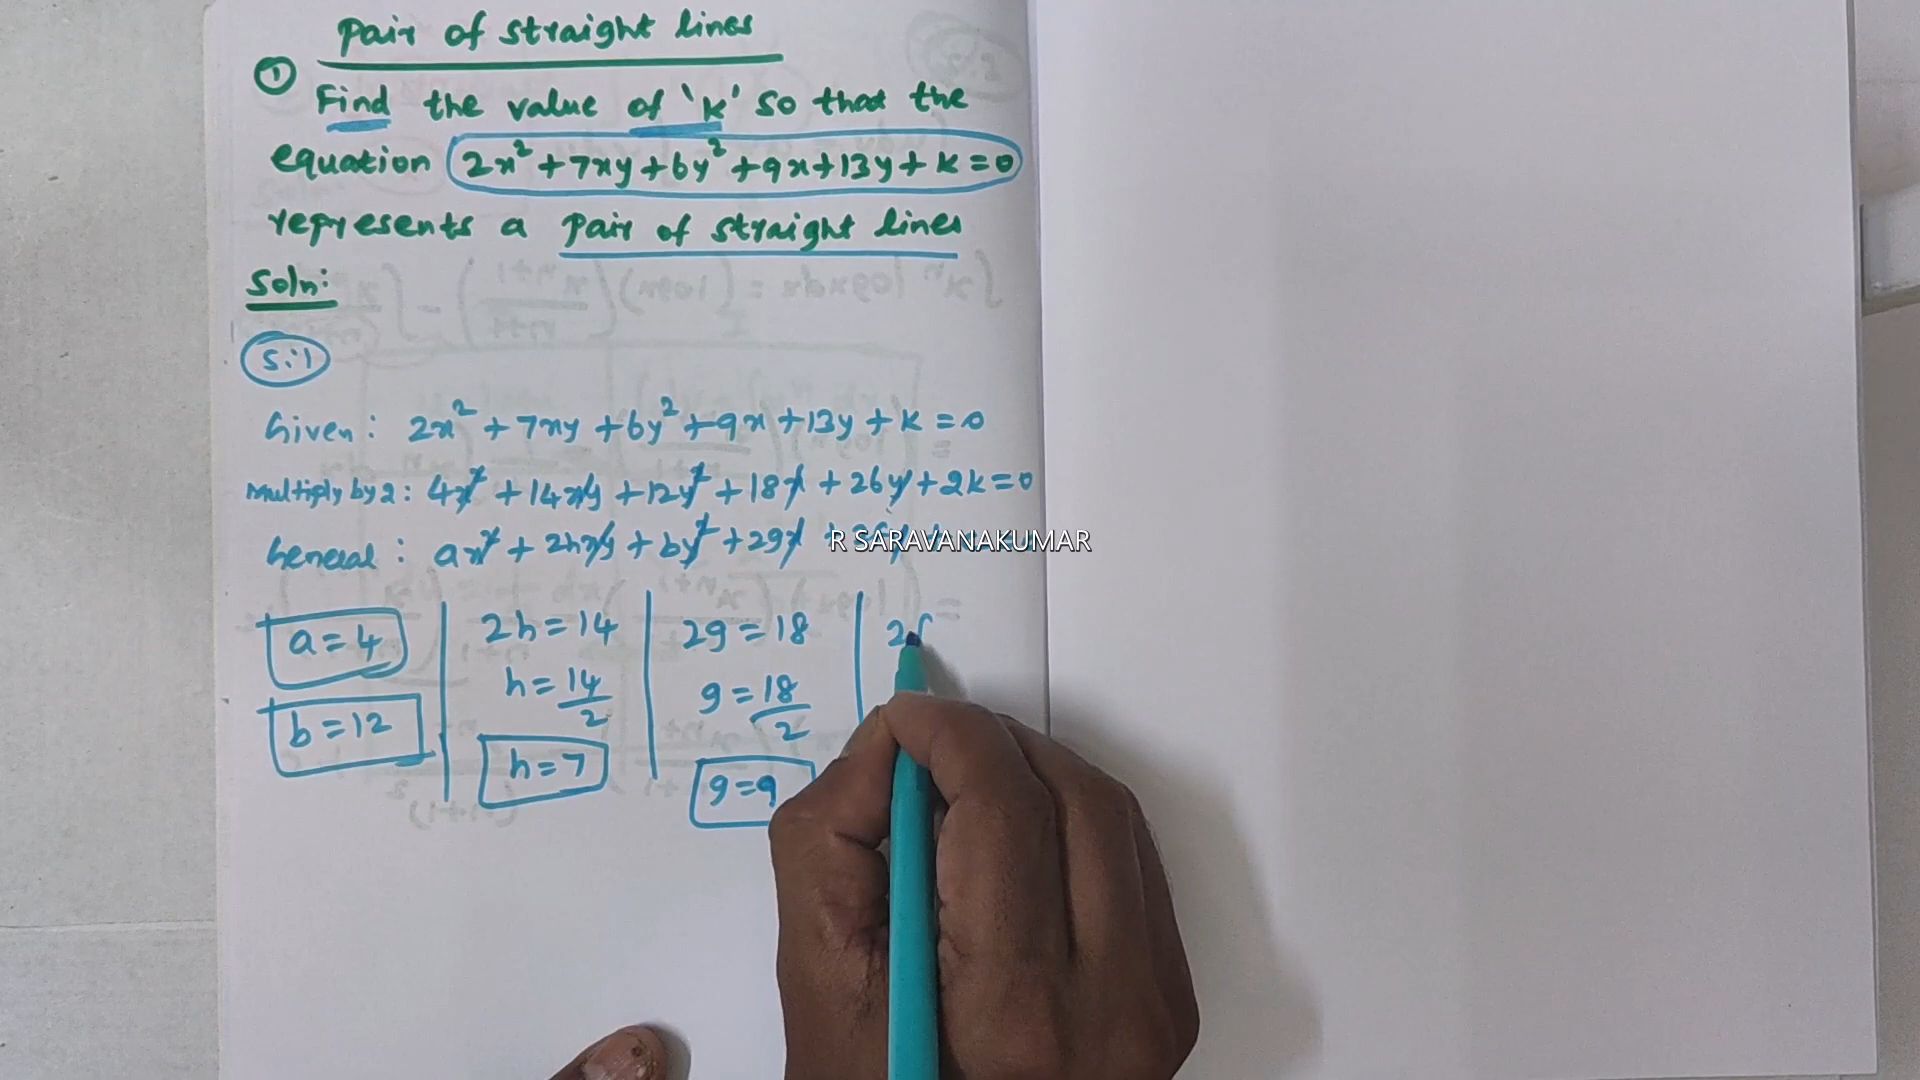 Pair of straight lines
① Find the value of 'k' so that the
equation 2x² + 7xy + 6y² + 9x + 13y + k = 0
represents a pair of straight lines
Soln:
S:1
Given: 2x² + 7xy + 6y² + 9x + 13y + k = 0
Multiply by 2: 4x² + 14xy + 12y² + 18x + 26y + 2k = 0
General: ax² + 2hxy + by² + 2gx +
R SARAVANAKUMAR
a = 4
b = 12
2h = 14
h = 14/2
h = 7
2g = 18
g = 18/2
g = 9
2f